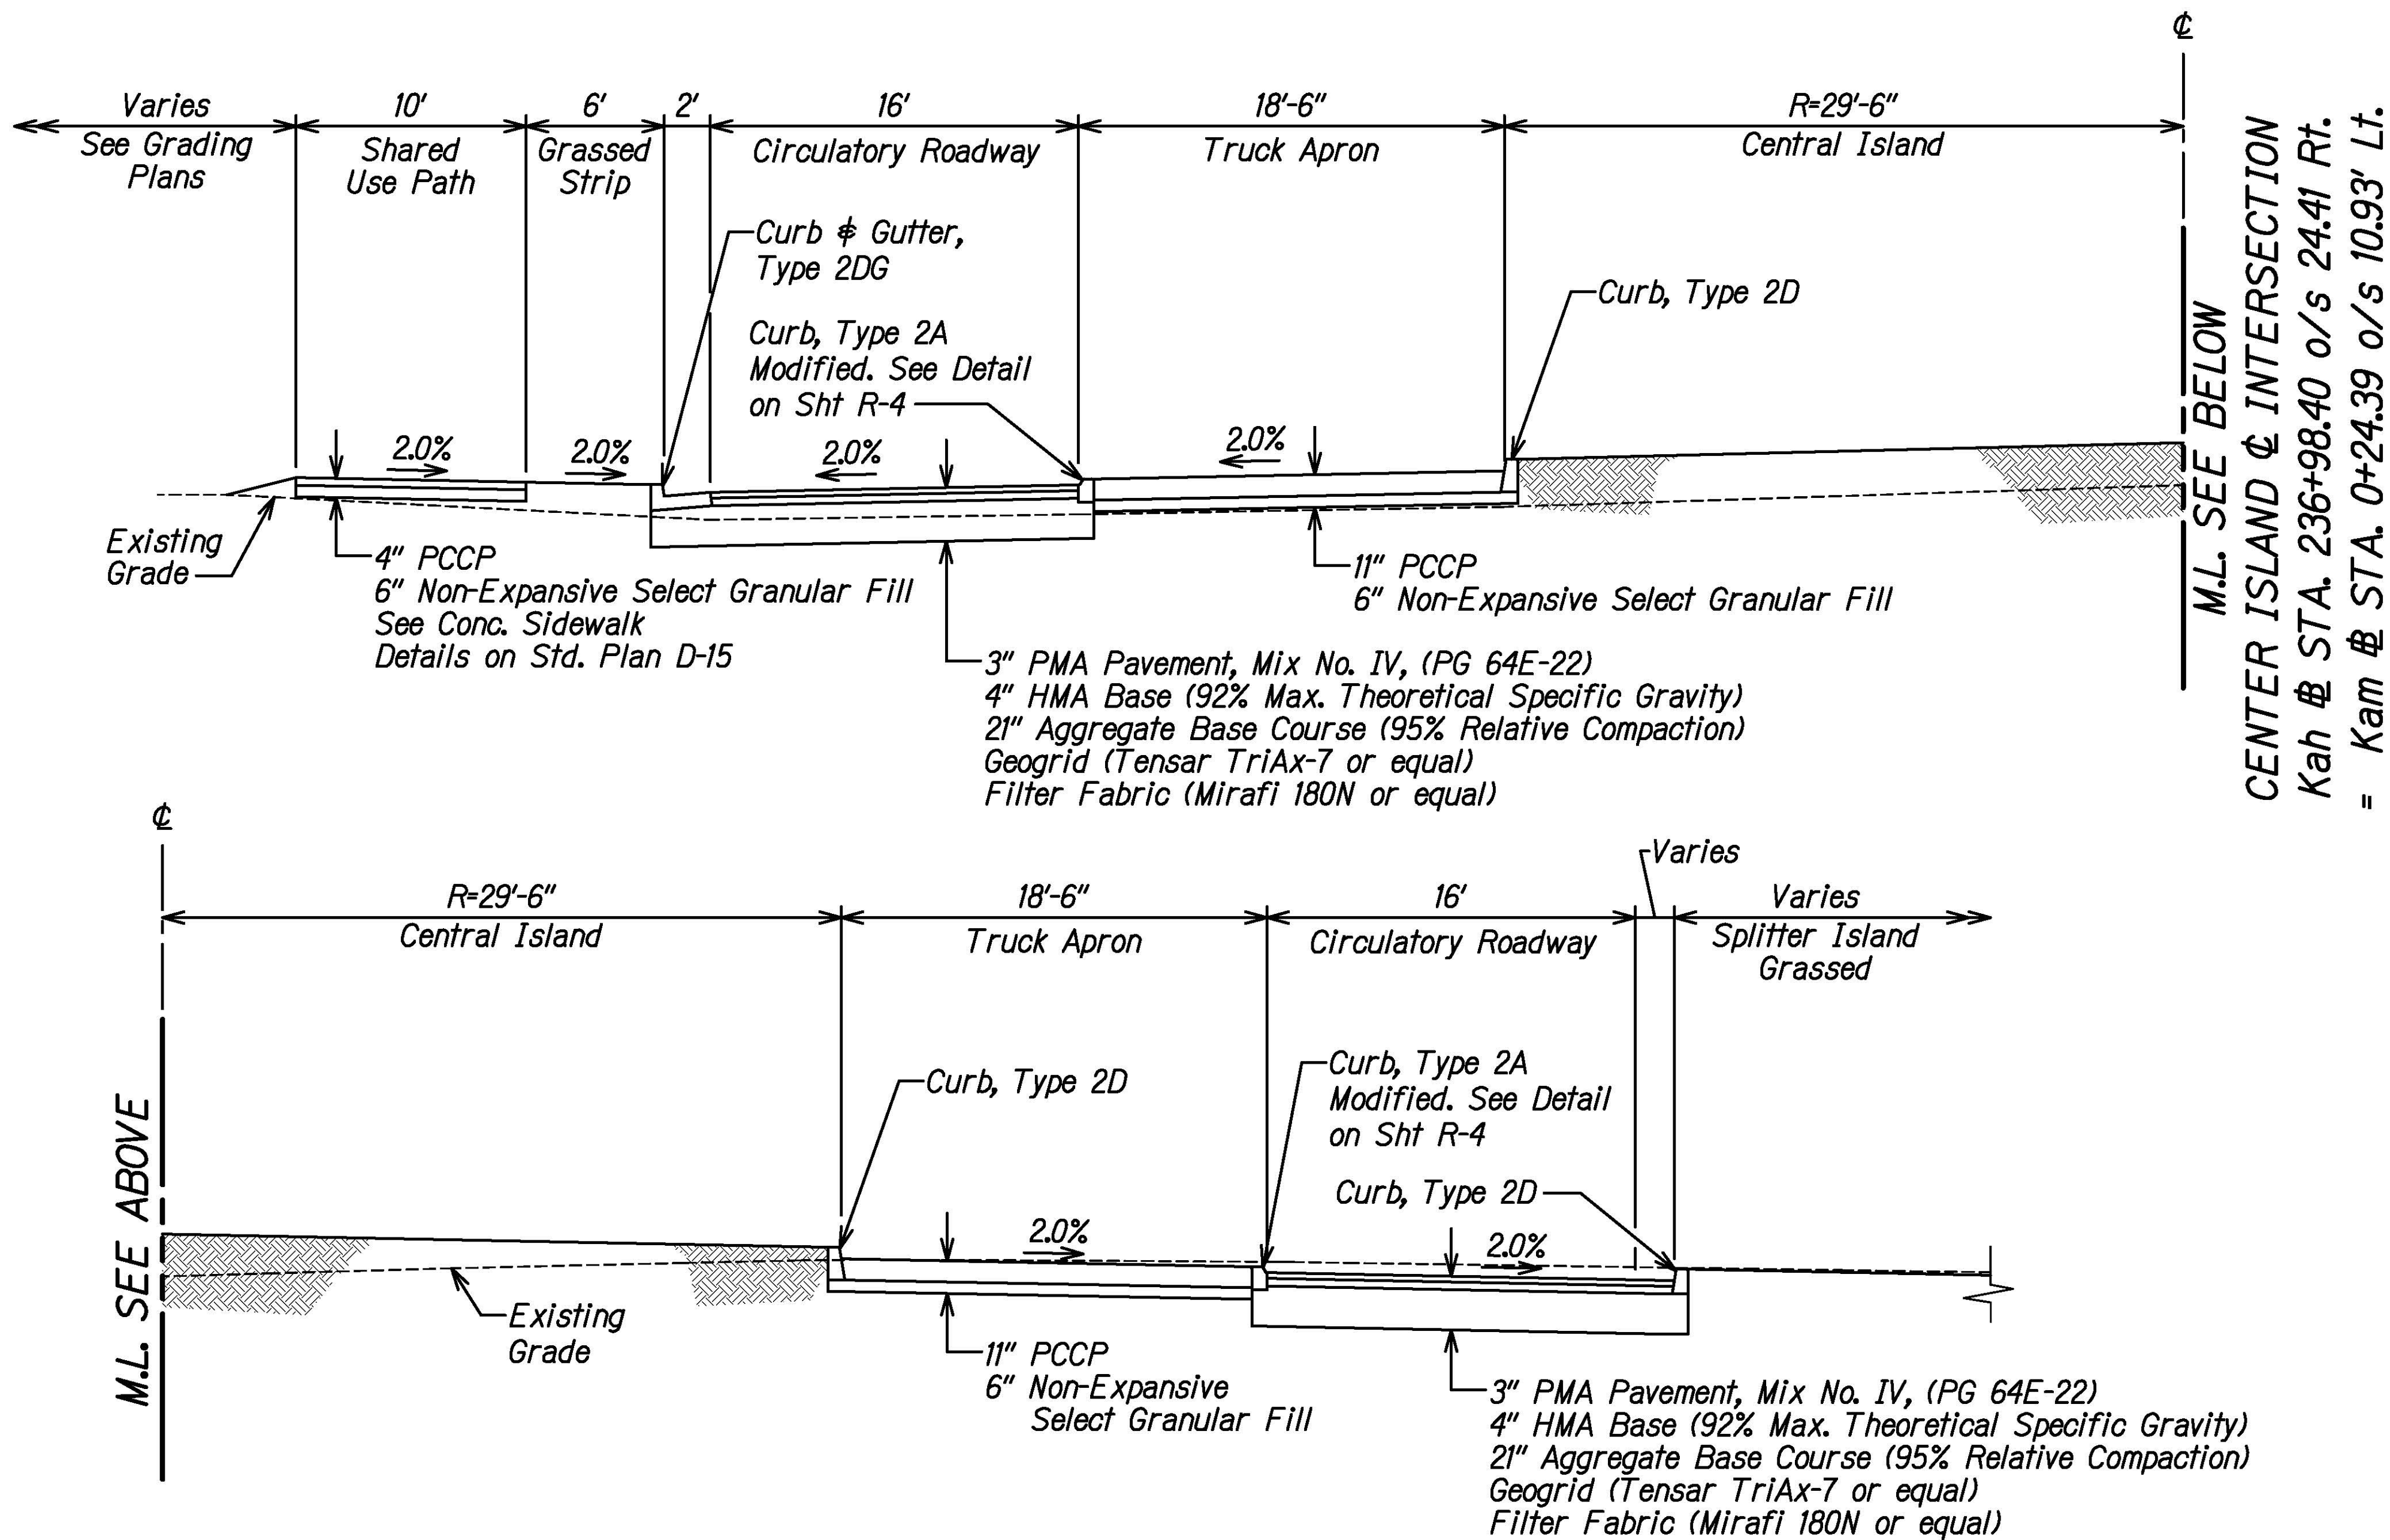 ℄
Varies
See Grading
Plans
10'
Shared
Use Path
6'
Grassed
Strip
2'
16'
Circulatory Roadway
18'-6"
Truck Apron
R=29'-6"
Central Island
Curb & Gutter,
Type 2DG
Curb, Type 2A
Modified. See Detail
on Sht R-4
Curb, Type 2D
2.0%
2.0%
2.0%
2.0%
Existing
Grade
4" PCCP
6" Non-Expansive Select Granular Fill
See Conc. Sidewalk
Details on Std. Plan D-15
11" PCCP
6" Non-Expansive Select Granular Fill
3" PMA Pavement, Mix No. IV, (PG 64E-22)
4" HMA Base (92% Max. Theoretical Specific Gravity)
21" Aggregate Base Course (95% Relative Compaction)
Geogrid (Tensar TriAx-7 or equal)
Filter Fabric (Mirafi 180N or equal)
M.L. SEE BELOW
CENTER ISLAND ℄ INTERSECTION
Kah BL STA. 236+98.40 o/s 24.41 Rt.
= Kam BL STA. 0+24.39 o/s 10.93' Lt.
℄
R=29'-6"
Central Island
18'-6"
Truck Apron
16'
Circulatory Roadway
Varies
Varies
Splitter Island
Grassed
M.L. SEE ABOVE
Curb, Type 2D
Curb, Type 2A
Modified. See Detail
on Sht R-4
Curb, Type 2D
2.0%
2.0%
Existing
Grade
11" PCCP
6" Non-Expansive
Select Granular Fill
3" PMA Pavement, Mix No. IV, (PG 64E-22)
4" HMA Base (92% Max. Theoretical Specific Gravity)
21" Aggregate Base Course (95% Relative Compaction)
Geogrid (Tensar TriAx-7 or equal)
Filter Fabric (Mirafi 180N or equal)